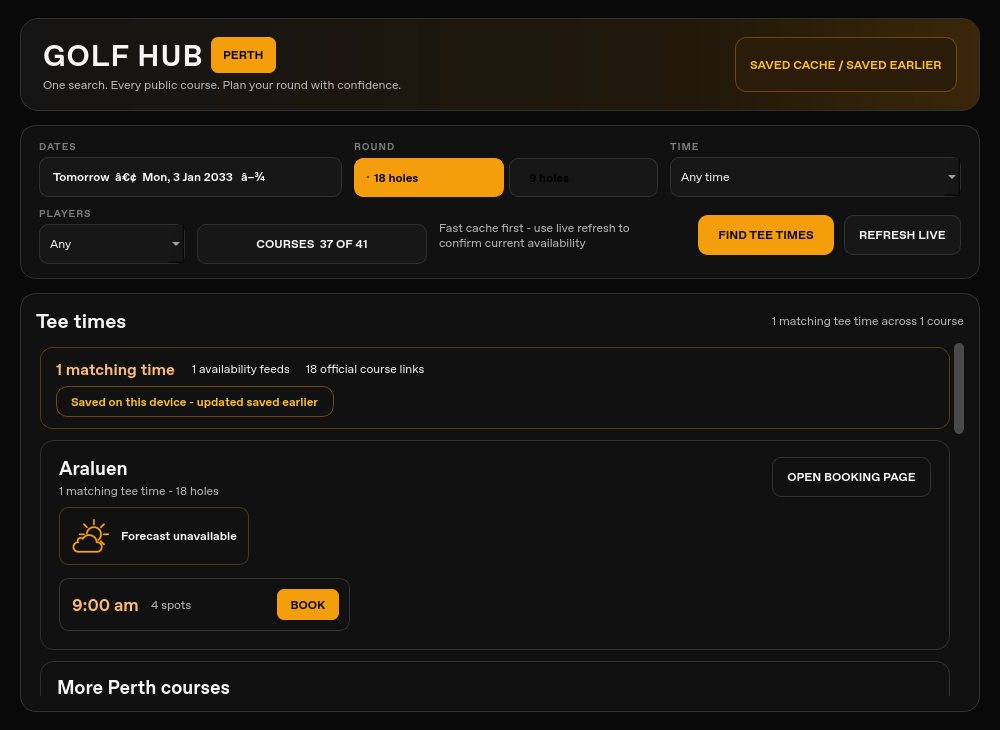 GOLF HUB PERTH
One search. Every public course. Plan your round with confidence.
SAVED CACHE / SAVED EARLIER
DATES
Tomorrow â€¢ Mon, 3 Jan 2033 â–¾
ROUND
· 18 holes
9 holes
TIME
Any time
PLAYERS
Any
COURSES 37 OF 41
Fast cache first - use live refresh to
confirm current availability
FIND TEE TIMES
REFRESH LIVE
Tee times
1 matching tee time across 1 course
1 matching time 1 availability feeds 18 official course links
Saved on this device - updated saved earlier
Araluen
1 matching tee time - 18 holes
OPEN BOOKING PAGE
Forecast unavailable
9:00 am 4 spots BOOK
More Perth courses